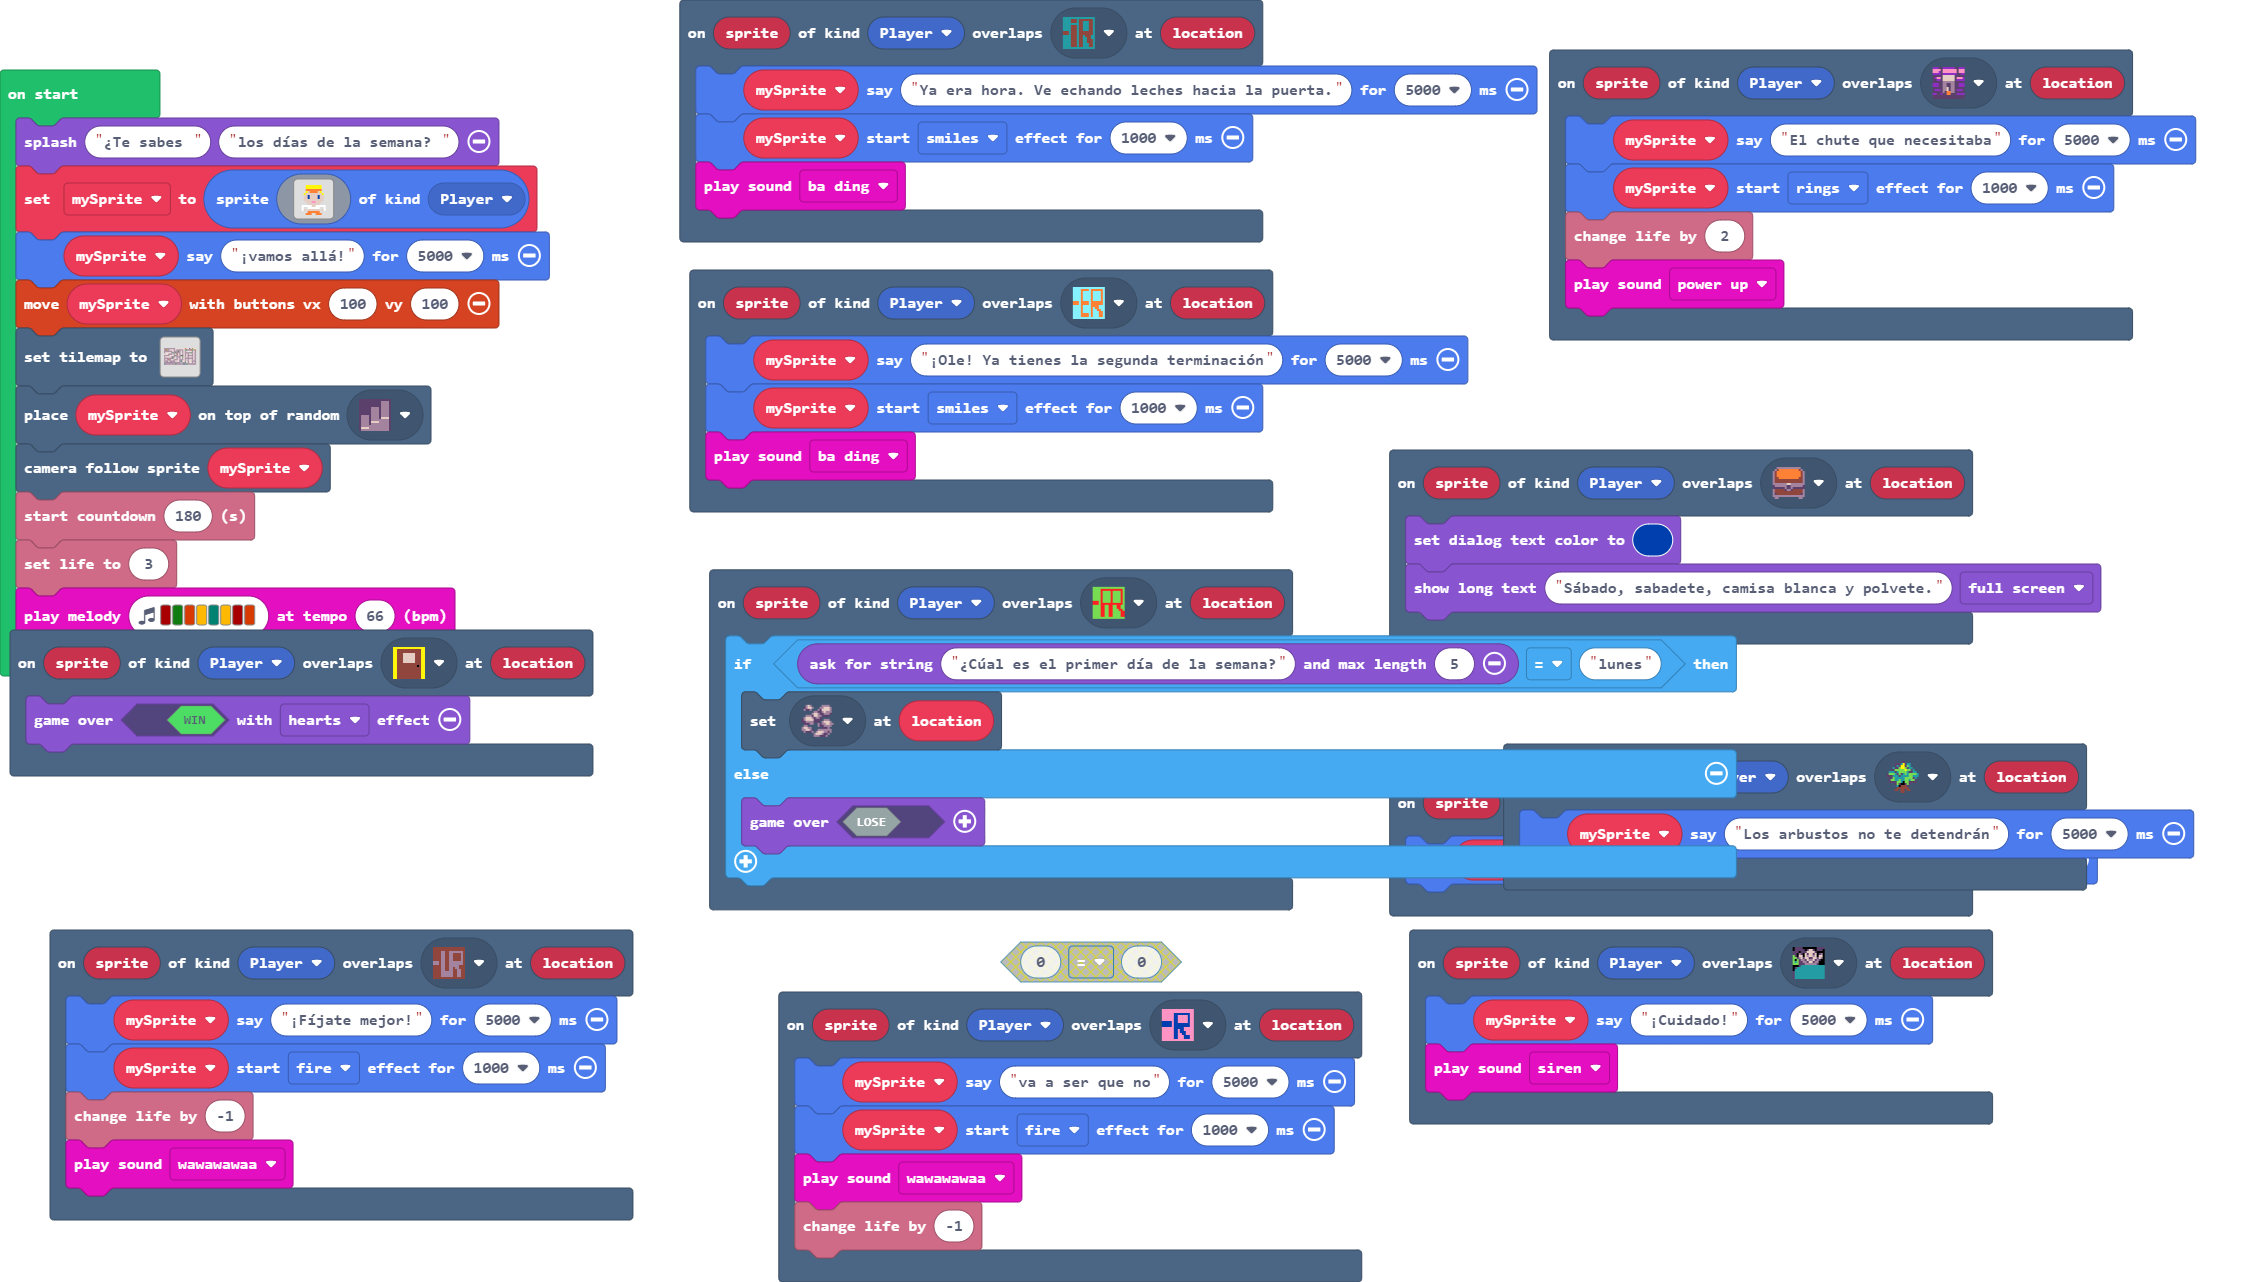 on start
splash "¿Te sabes " "los días de la semana? "
set mySprite to sprite of kind Player
mySprite say "¡vamos allá!" for 5000 ms
move mySprite with buttons vx 100 vy 100
set tilemap to
place mySprite on top of random
camera follow sprite mySprite
start countdown 180 (s)
set life to 3
play melody at tempo 66 (bpm)
on sprite of kind Player overlaps at location
game over WIN with hearts effect
on sprite of kind Player overlaps -UR at location
mySprite say "¡Fíjate mejor!" for 5000 ms
mySprite start fire effect for 1000 ms
change life by -1
play sound wawawawaa
on sprite of kind Player overlaps -iR at location
mySprite say "Ya era hora. Ve echando leches hacia la puerta." for 5000 ms
mySprite start smiles effect for 1000 ms
play sound ba ding
on sprite of kind Player overlaps -ER at location
mySprite say "¡Ole! Ya tienes la segunda terminación" for 5000 ms
mySprite start smiles effect for 1000 ms
play sound ba ding
on sprite of kind Player overlaps at location
if ask for string "¿Cúal es el primer día de la semana?" and max length 5 = "lunes" then
set at location
else
game over LOSE
0 = 0
on sprite of kind Player overlaps -R at location
mySprite say "va a ser que no" for 5000 ms
mySprite start fire effect for 1000 ms
play sound wawawawaa
change life by -1
on sprite of kind Player overlaps at location
mySprite say "El chute que necesitaba" for 5000 ms
mySprite start rings effect for 1000 ms
change life by 2
play sound power up
on sprite of kind Player overlaps at location
set dialog text color to
show long text "Sábado, sabadete, camisa blanca y polvete." full screen
overlaps at location
mySprite say "Los arbustos no te detendrán" for 5000 ms
on sprite
on sprite of kind Player overlaps at location
mySprite say "¡Cuidado!" for 5000 ms
play sound siren